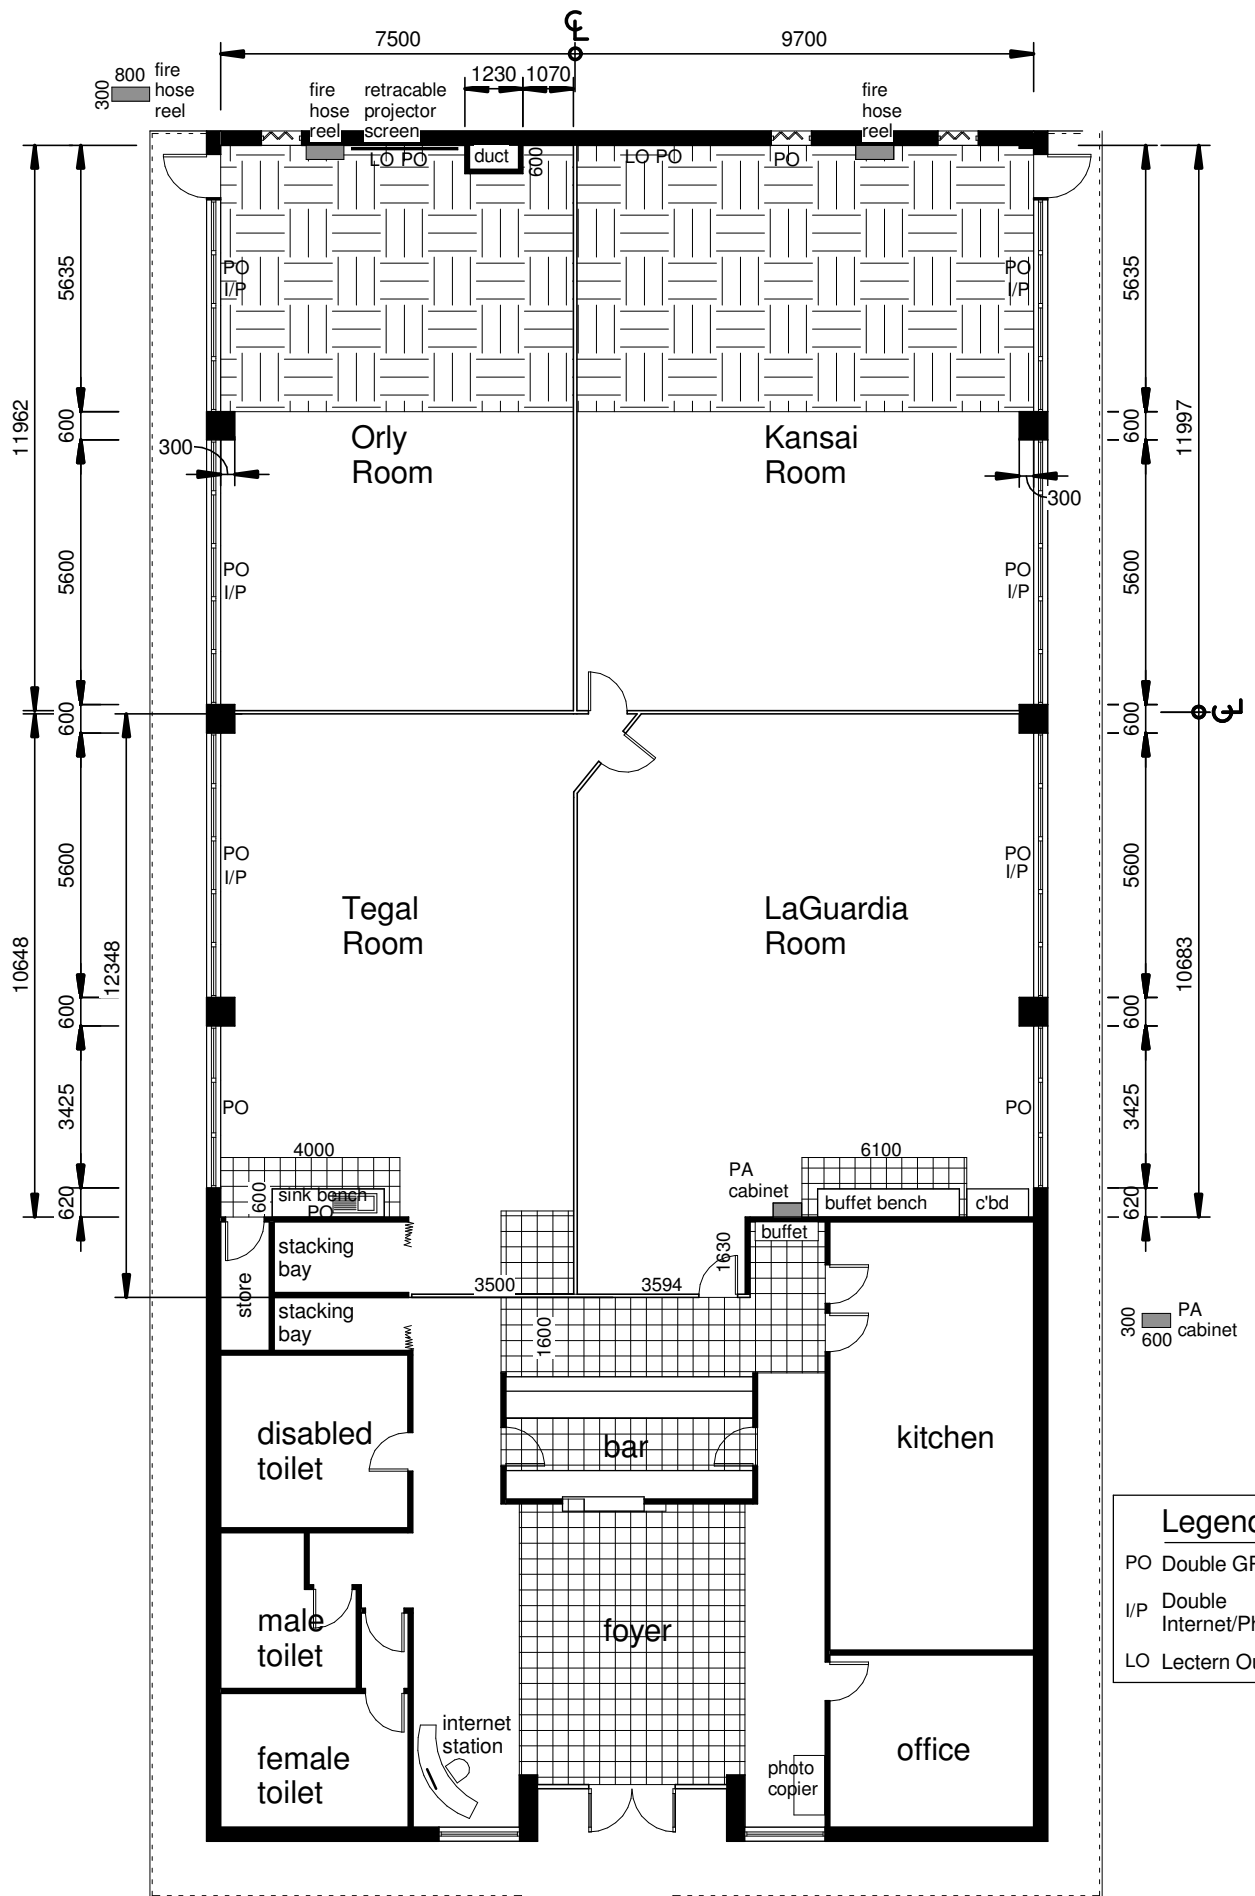 CL
7500
9700
1230
1070
300
800
fire
hose
reel
fire
hose
reel
retracable
projector
screen
fire
hose
reel
LO PO
duct
600
LO PO
PO
PO
I/P
PO
I/P
5635
5635
11962
11997
600
600
Orly
Room
Kansai
Room
300
300
5600
5600
PO
I/P
PO
I/P
600
600
CL
PO
I/P
PO
I/P
5600
5600
Tegal
Room
LaGuardia
Room
10648
12348
10683
600
600
3425
3425
PO
PO
4000
6100
620
620
600
sink bench
PO
PA
cabinet
buffet bench
c'bd
buffet
stacking
bay
1630
store
3500
3594
stacking
bay
1600
300
600
PA
cabinet
disabled
toilet
bar
kitchen
Legen
PO Double GP
I/P Double
Internet/Ph
LO Lectern Ou
male
toilet
foyer
internet
station
female
toilet
photo
copier
office